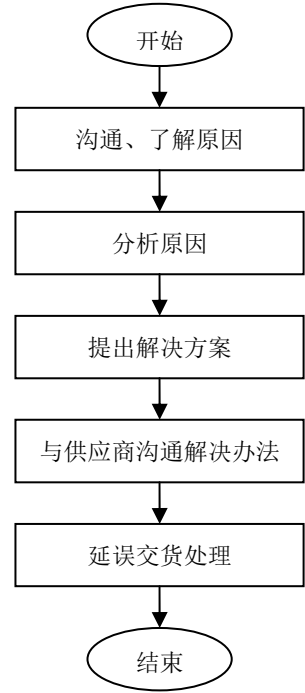 开始
沟通、了解原因
分析原因
提出解决方案
与供应商沟通解决办法
延误交货处理
结束